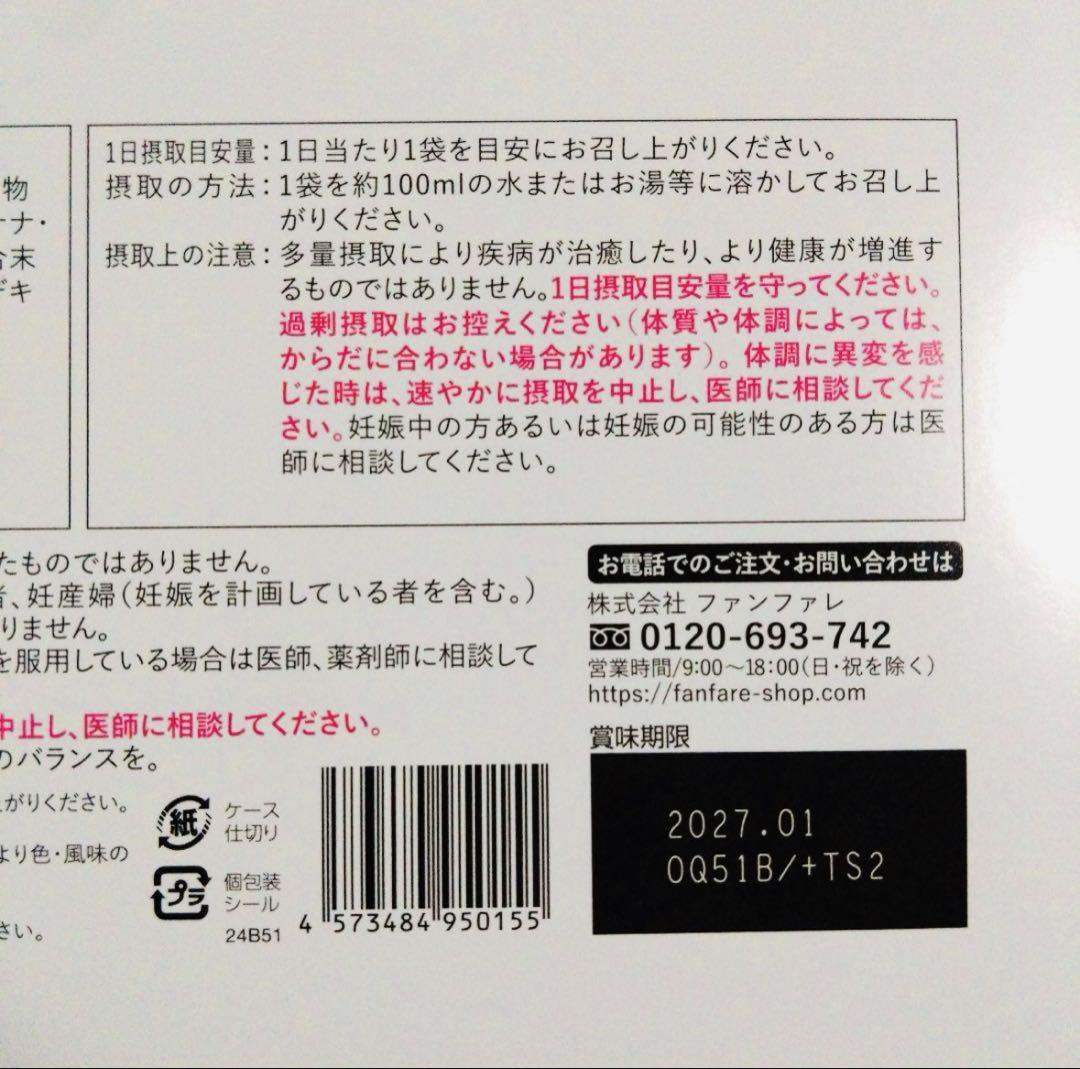 物
ナ・
合末
デキ
1日摂取目安量：1日当たり1袋を目安にお召し上がりください。
摂取の方法：1袋を約100mlの水またはお湯等に溶かしてお召し上
がりください。
摂取上の注意：多量摂取により疾病が治癒したり、より健康が増進す
るものではありません。1日摂取目安量を守ってください。
過剰摂取はお控えください（体質や体調によっては、
からだに合わない場合があります）。体調に異変を感
じた時は、速やかに摂取を中止し、医師に相談してくだ
さい。妊娠中の方あるいは妊娠の可能性のある方は医
師に相談してください。
たものではありません。
者、妊産婦（妊娠を計画している者を含む。）
りません。
を服用している場合は医師、薬剤師に相談して
中止し、医師に相談してください。
のバランスを。
上がりください。
より色・風味の
さい。
紙
ケース
仕切り
プラ
個包装
シール
24B51
4 573484 950155
お電話でのご注文・お問い合わせは
株式会社 ファンファレ
0120-693-742
営業時間/9:00～18:00（日・祝を除く）
https://fanfare-shop.com
賞味期限
2027.01
0Q51B/+TS2